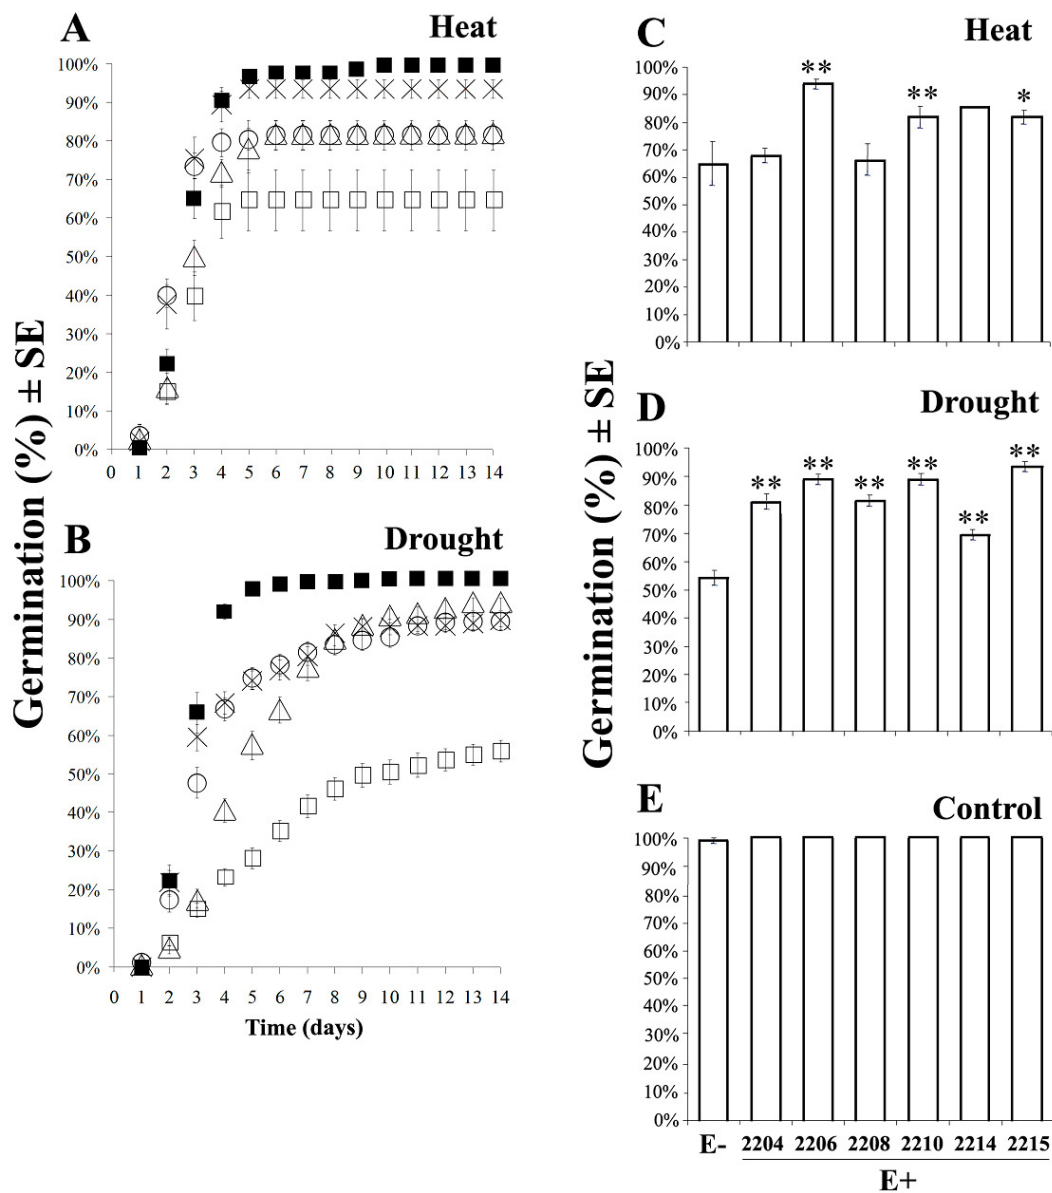 Germination (%) ± SE
A
Heat
100%
90%
80%
70%
60%
50%
40%
30%
20%
10%
0%
0 1 2 3 4 5 6 7 8 9 10 11 12 13 14
B
Drought
100%
90%
80%
70%
60%
50%
40%
30%
20%
10%
0%
0 1 2 3 4 5 6 7 8 9 10 11 12 13 14
Time (days)
Germination (%) ± SE
C
Heat
100%
90%
80%
70%
60%
50%
40%
30%
20%
10%
0%
** ** *
D
Drought
100%
90%
80%
70%
60%
50%
40%
30%
20%
10%
0%
** ** ** ** ** **
E
Control
100%
90%
80%
70%
60%
50%
40%
30%
20%
10%
0%
E- 2204 2206 2208 2210 2214 2215
E+